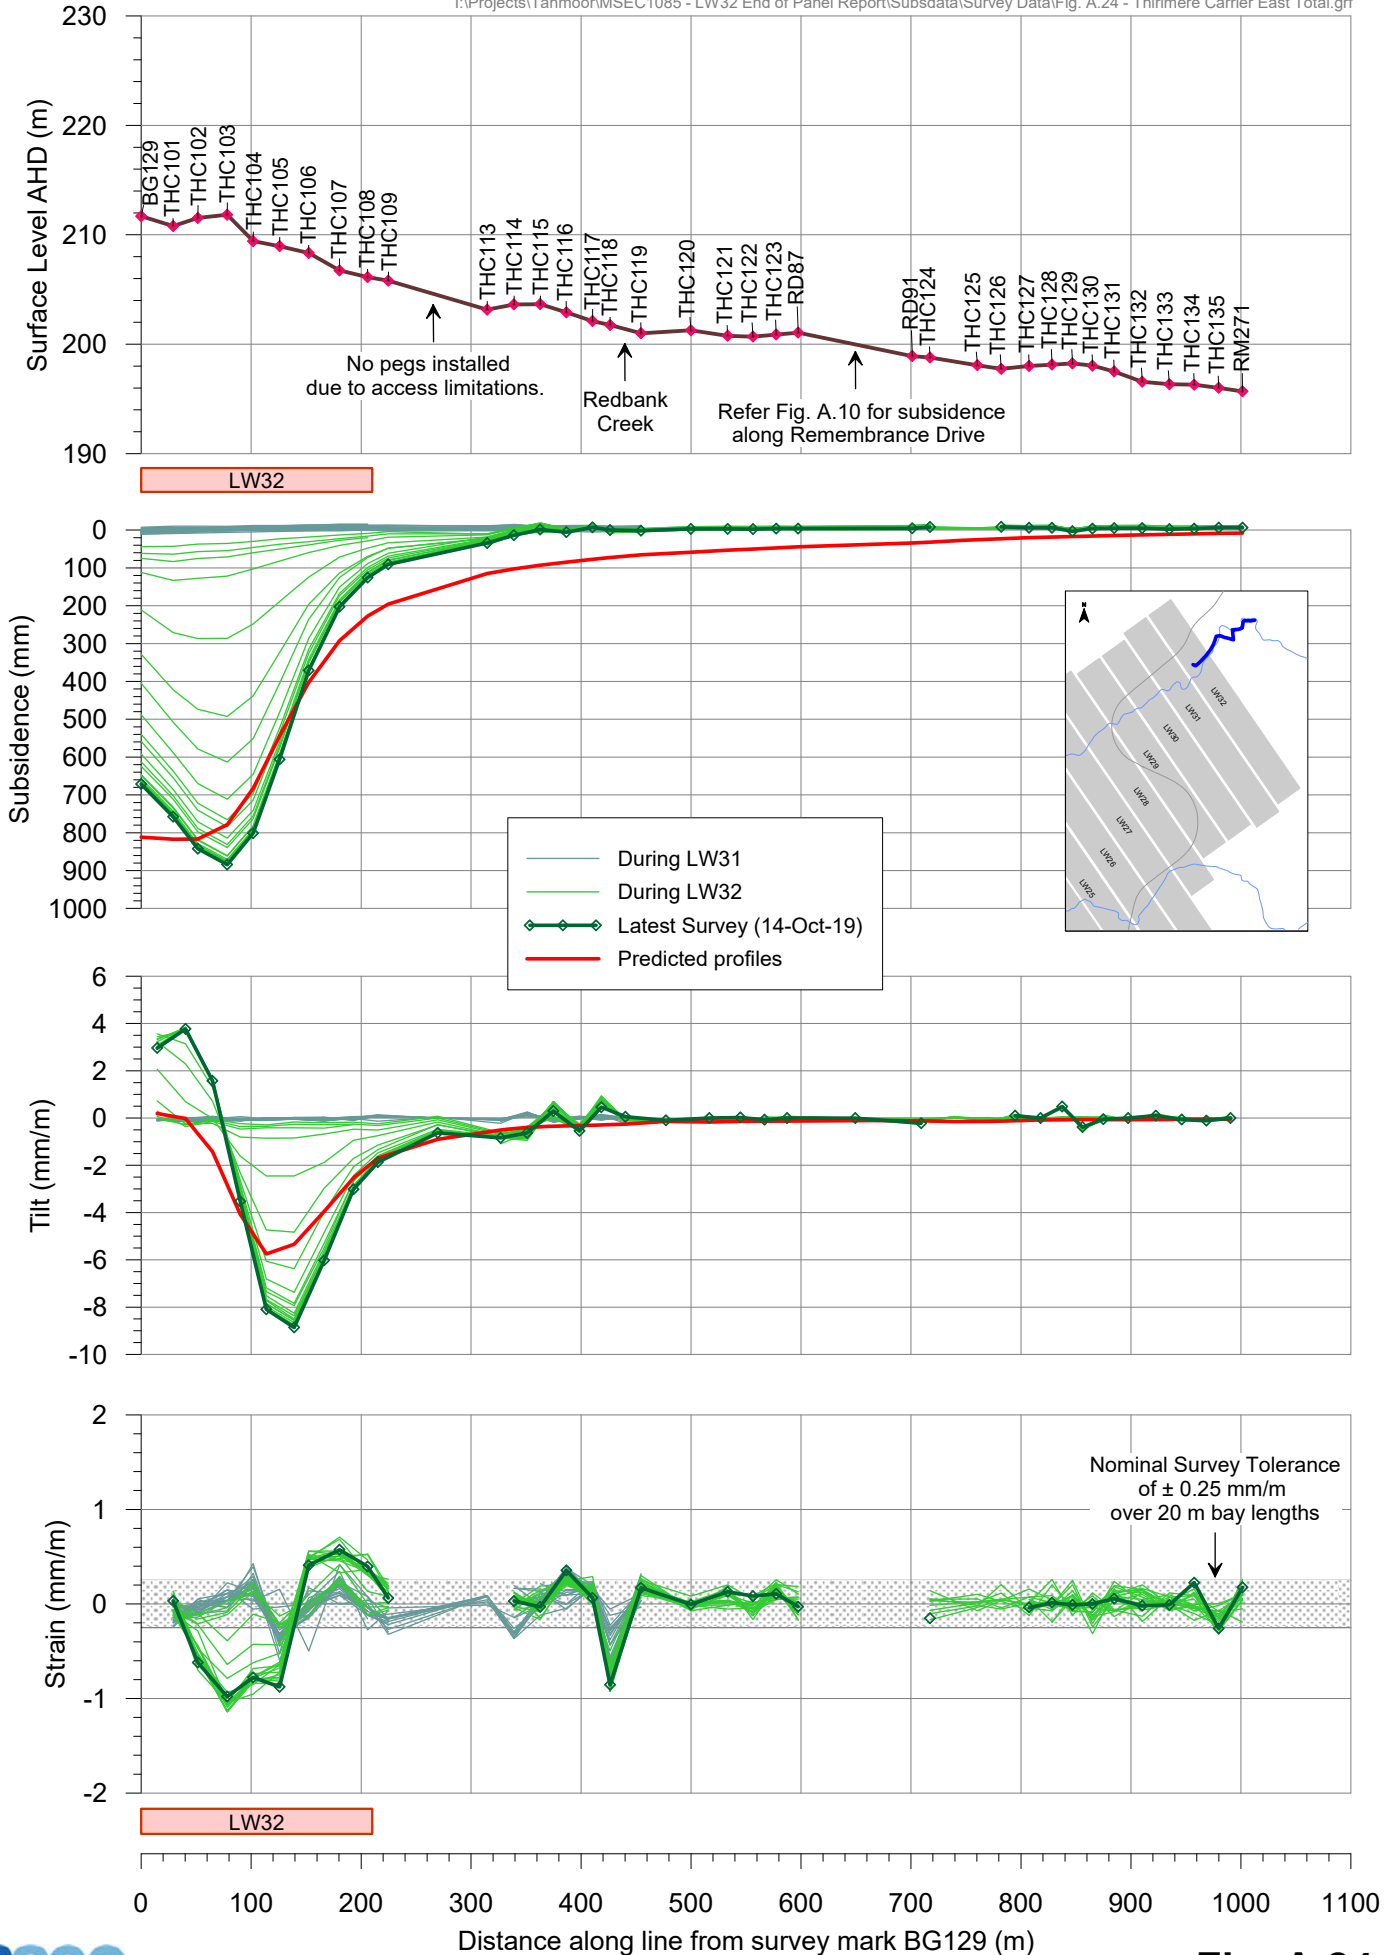 I:\Projects\Tahmoor\MSEC1085 - LW32 End of Panel Report\Subsdata\Survey Data\Fig. A.24 - Thirlmere Carrier East Total.grf
230
220
210
200
190
Surface Level AHD (m)
BG129
THC101
THC102
THC103
THC104
THC105
THC106
THC107
THC108
THC109
THC113
THC114
THC115
THC116
THC117
THC118
THC119
THC120
THC121
THC122
THC123
RD87
RD91
THC124
THC125
THC126
THC127
THC128
THC129
THC130
THC131
THC132
THC133
THC134
THC135
RM271
No pegs installed
due to access limitations.
Redbank
Creek
Refer Fig. A.10 for subsidence
along Remembrance Drive
LW32
0
100
200
300
400
500
600
700
800
900
1000
Subsidence (mm)
N
LW32
LW31
LW30
LW29
LW28
LW27
LW26
LW25
During LW31
During LW32
Latest Survey (14-Oct-19)
Predicted profiles
6
4
2
0
-2
-4
-6
-8
-10
Tilt (mm/m)
2
1
0
-1
-2
Strain (mm/m)
Nominal Survey Tolerance
of ± 0.25 mm/m
over 20 m bay lengths
LW32
0 100 200 300 400 500 600 700 800 900 1000 1100
Distance along line from survey mark BG129 (m)